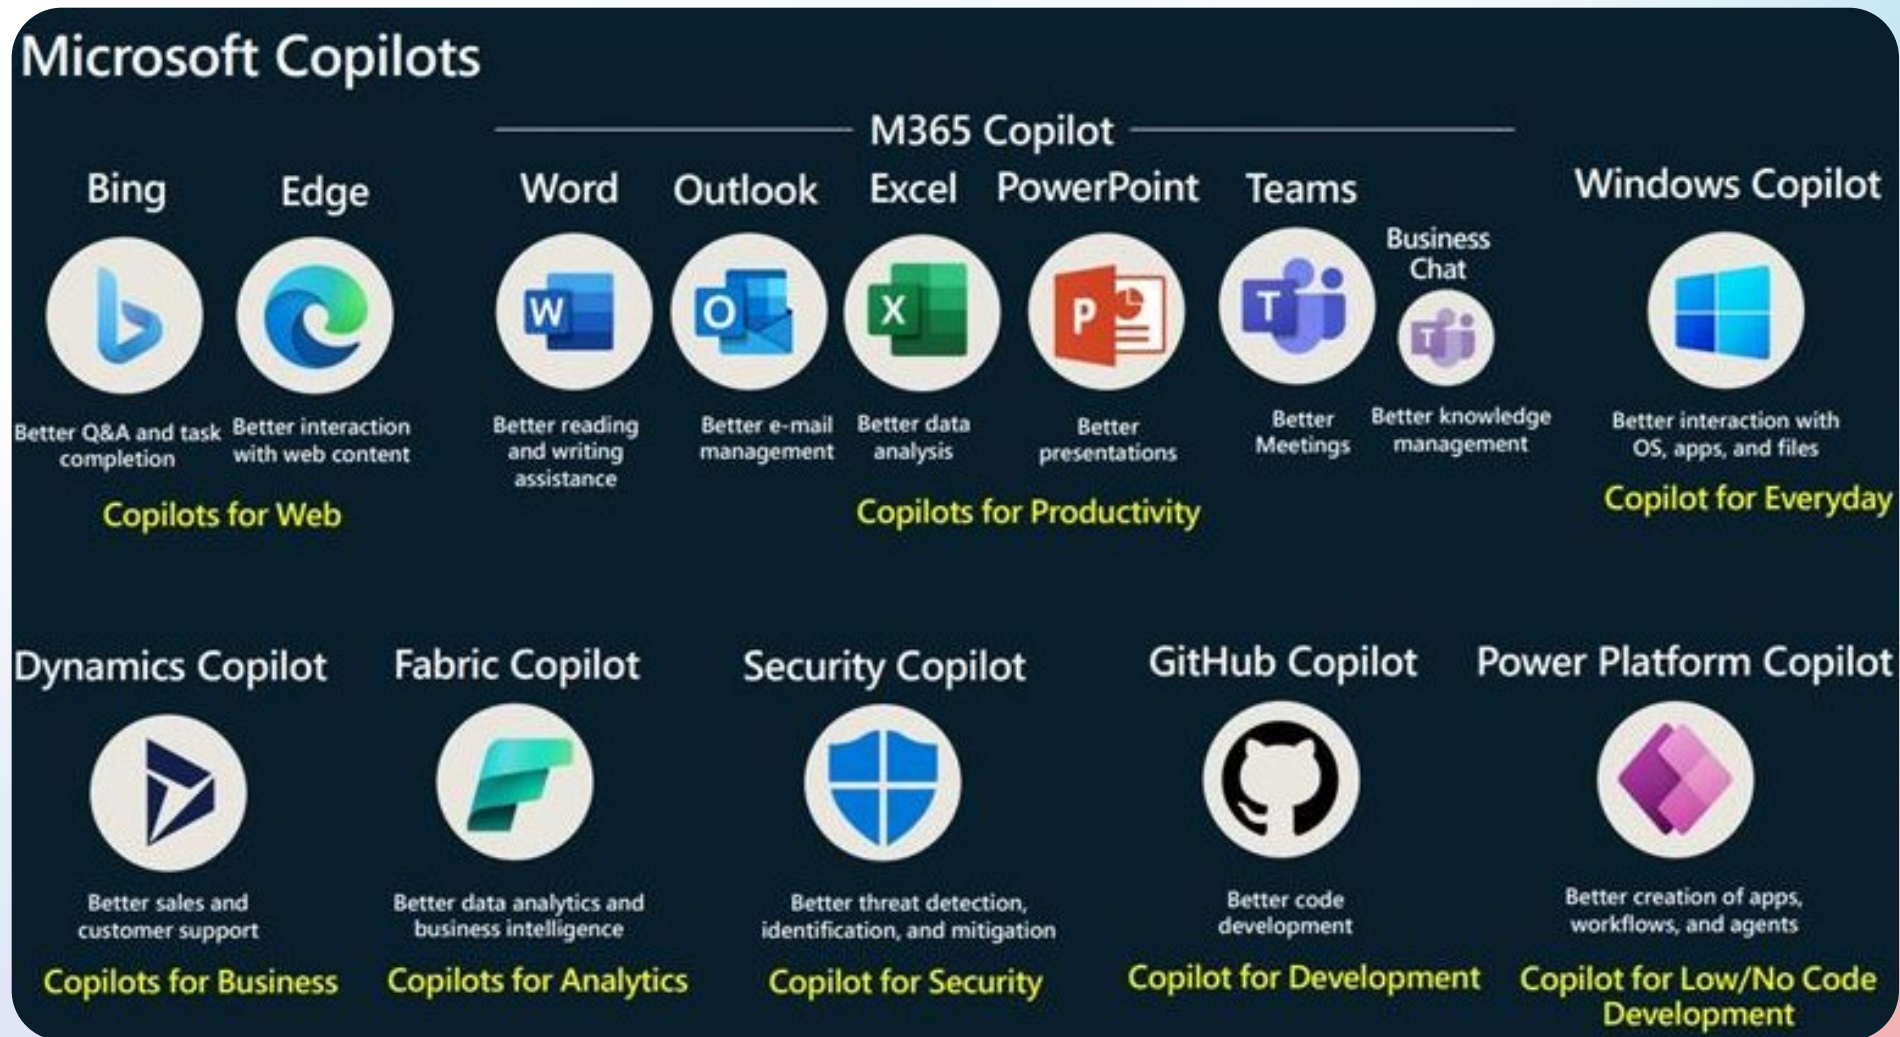 Microsoft Copilots
M365 Copilot
Bing
Edge
Word
Outlook
Excel
PowerPoint
Teams
Business
Chat
Windows Copilot
W
O
X
P
T
T
Better Q&A and task
completion
Better interaction
with web content
Better reading
and writing
assistance
Better e-mail
management
Better data
analysis
Better
presentations
Better
Meetings
Better knowledge
management
Better interaction with
OS, apps, and files
Copilots for Web
Copilots for Productivity
Copilot for Everyday
Dynamics Copilot
Fabric Copilot
Security Copilot
GitHub Copilot
Power Platform Copilot
Better sales and
customer support
Better data analytics and
business intelligence
Better threat detection,
identification, and mitigation
Better code
development
Better creation of apps,
workflows, and agents
Copilots for Business
Copilots for Analytics
Copilot for Security
Copilot for Development
Copilot for Low/No Code
Development